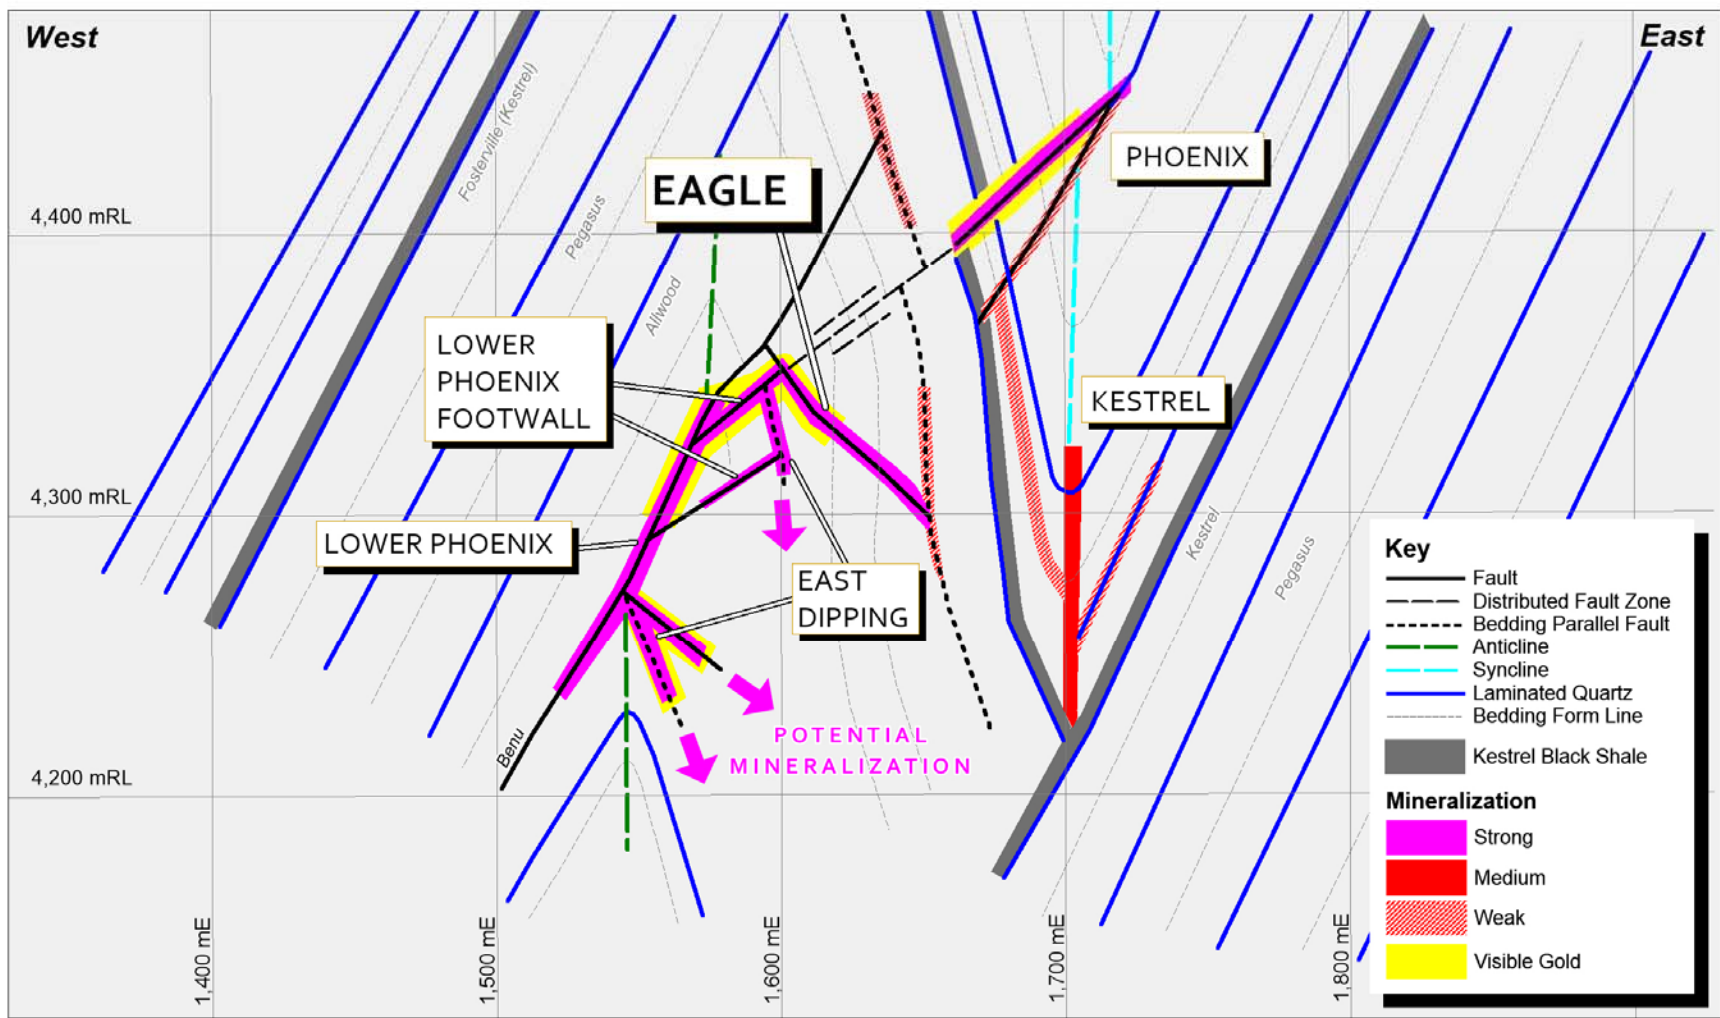 West
East
Fosterville (Kestrel)
Pegasus
Allwood
PHOENIX
EAGLE
4,400 mRL
LOWER
PHOENIX
FOOTWALL
KESTREL
4,300 mRL
LOWER PHOENIX
EAST
DIPPING
Kestrel
Pegasus
Benu
POTENTIAL
MINERALIZATION
4,200 mRL
1,400 mE
1,500 mE
1,600 mE
1,700 mE
1,800 mE
Key
Fault
Distributed Fault Zone
Bedding Parallel Fault
Anticline
Syncline
Laminated Quartz
Bedding Form Line
Kestrel Black Shale
Mineralization
Strong
Medium
Weak
Visible Gold